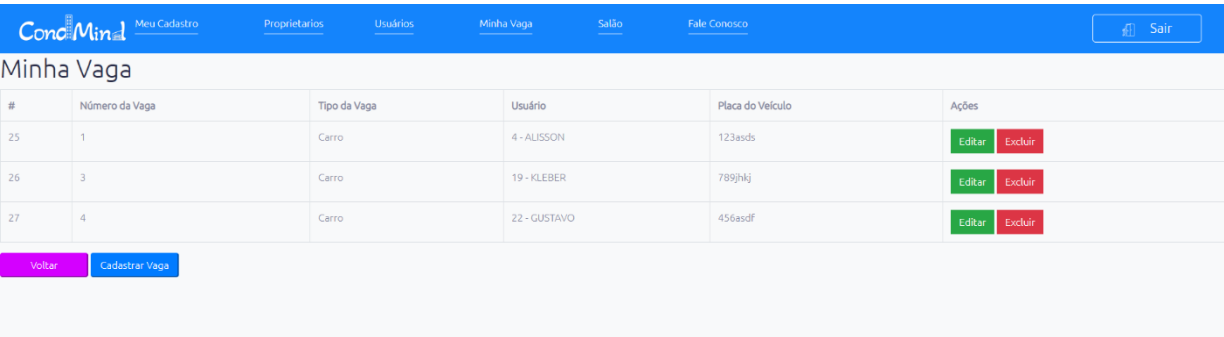 CondMind Meu Cadastro Proprietarios Usuários Minha Vaga Salão Fale Conosco Sair
Minha Vaga
# Número da Vaga Tipo da Vaga Usuário Placa do Veículo Ações
25 1 Carro 4 - ALISSON 123asds Editar Excluir
26 3 Carro 19 - KLEBER 789jhkj Editar Excluir
27 4 Carro 22 - GUSTAVO 456asdf Editar Excluir
Voltar Cadastrar Vaga